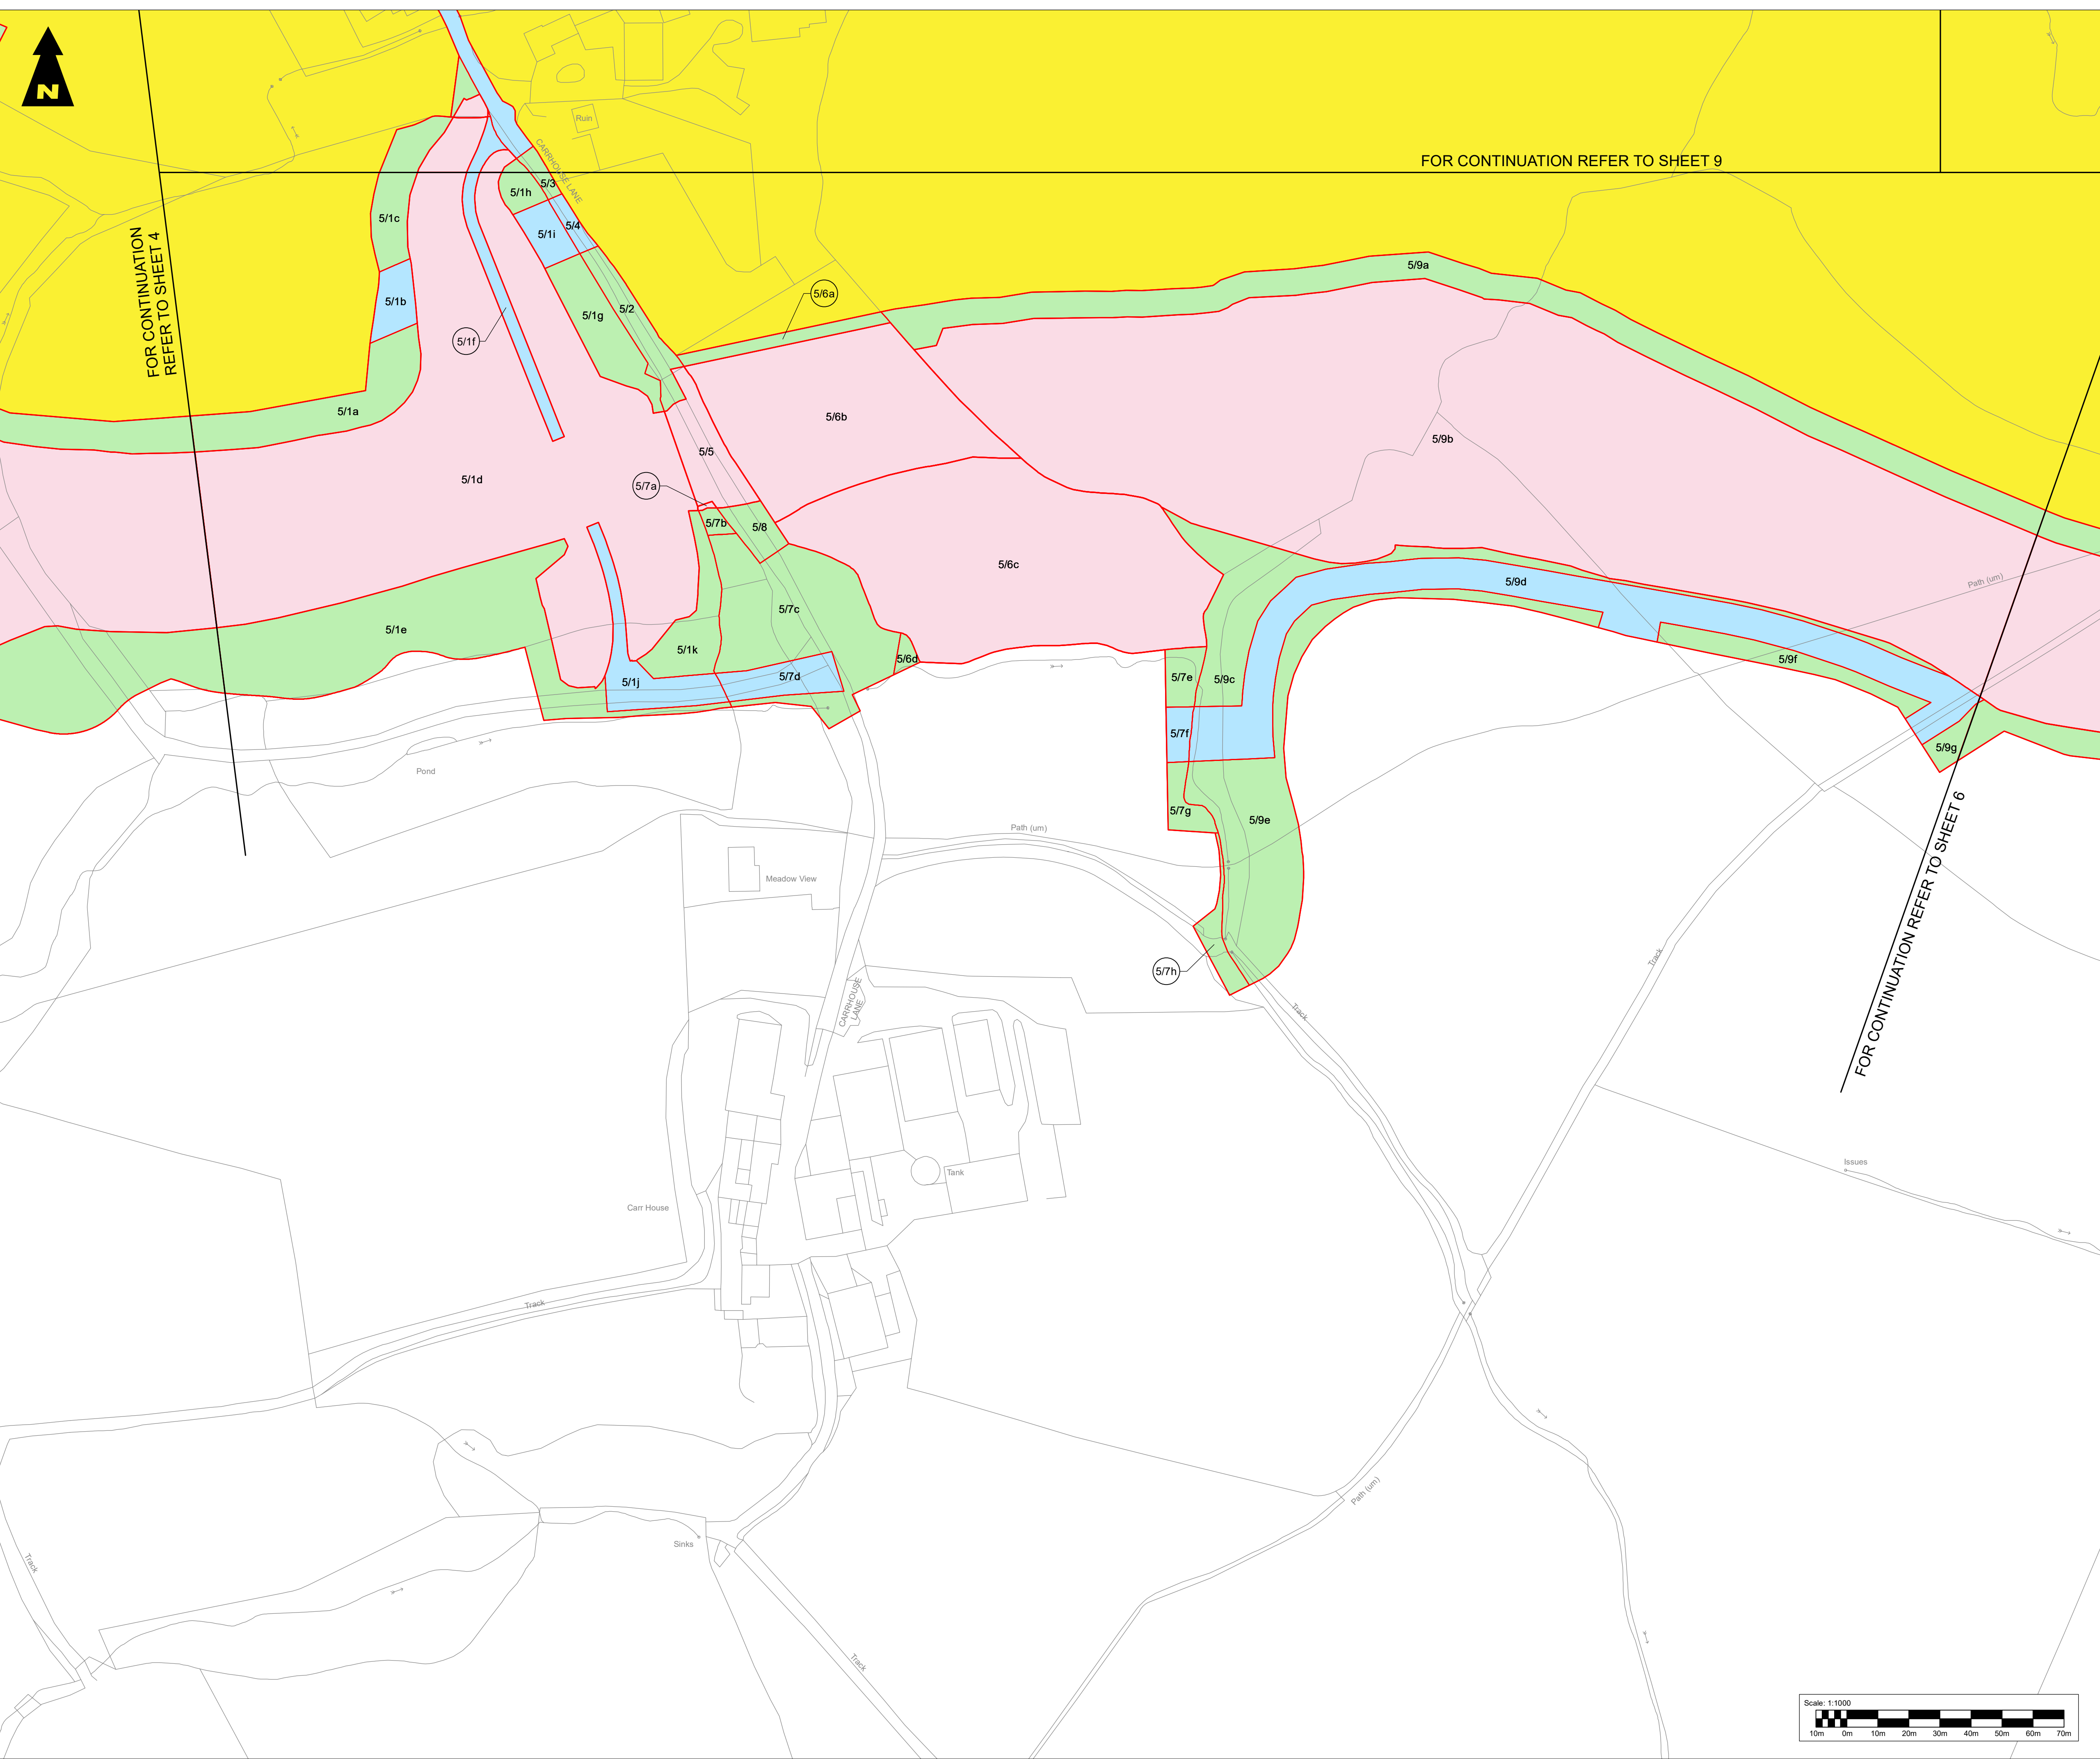 N
Ruin
CARRHOUSE LANE
FOR CONTINUATION REFER TO SHEET 9
FOR CONTINUATION
REFER TO SHEET 4
5/3
5/1h
5/1c
5/4
5/1i
5/9a
5/6a
5/1b
5/2
5/1g
5/1f
5/1a
5/6b
5/9b
5/5
5/1d
5/7a
5/7b
5/8
5/6c
5/9d
Path (um)
5/7c
5/1e
5/1k
5/6d
5/9f
5/7d
5/7e
5/9c
5/1j
5/7f
5/9g
Pond
5/7g
5/9e
Path (um)
FOR CONTINUATION REFER TO SHEET 6
Meadow View
Track
5/7h
CARRHOUSE
LANE
Track
Issues
Tank
Carr House
Track
Path (um)
Sinks
Track
Track
Scale: 1:1000
10m 0m 10m 20m 30m 40m 50m 60m 70m